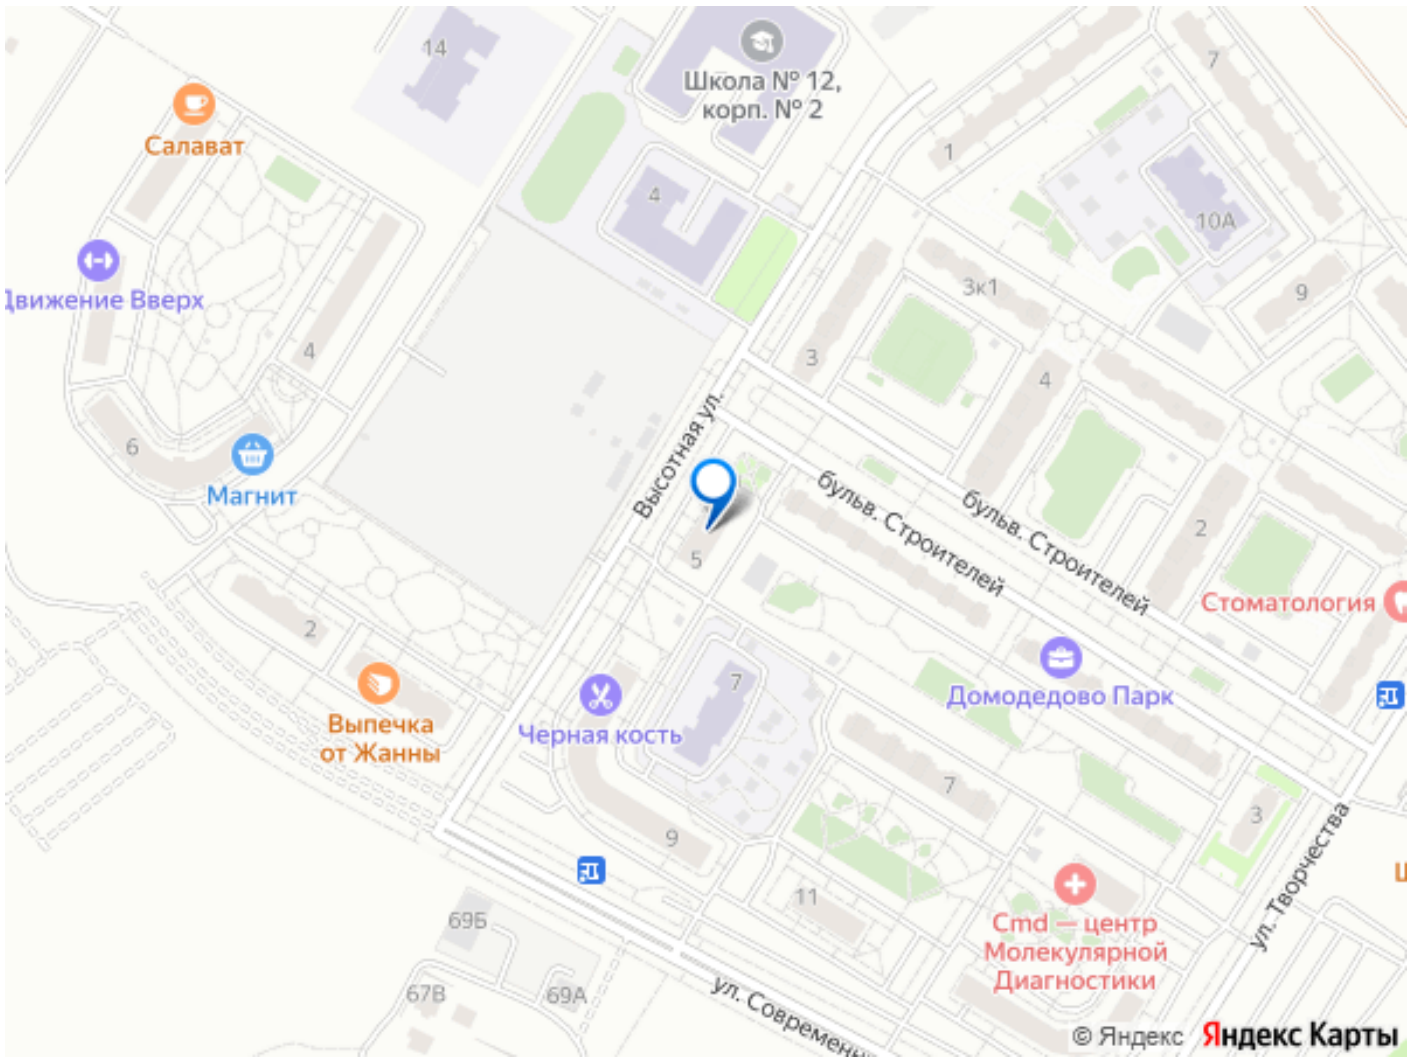 14
Школа № 12,
корп. № 2
7
Салават
1
4
10А
Движение Вверх
3к1
9
4
3
4
Высотная ул.
6
Магнит
бульв. Строителей
бульв. Строителей
2
5
Стоматология
2
7
Домодедово Парк
Выпечка
от Жанны
Черная кость
7
3
9
ул. Творчества
11
69Б
Cmd — центр
Молекулярной
Диагностики
67В
69А
ул. Современн
© Яндекс Яндекс Карты